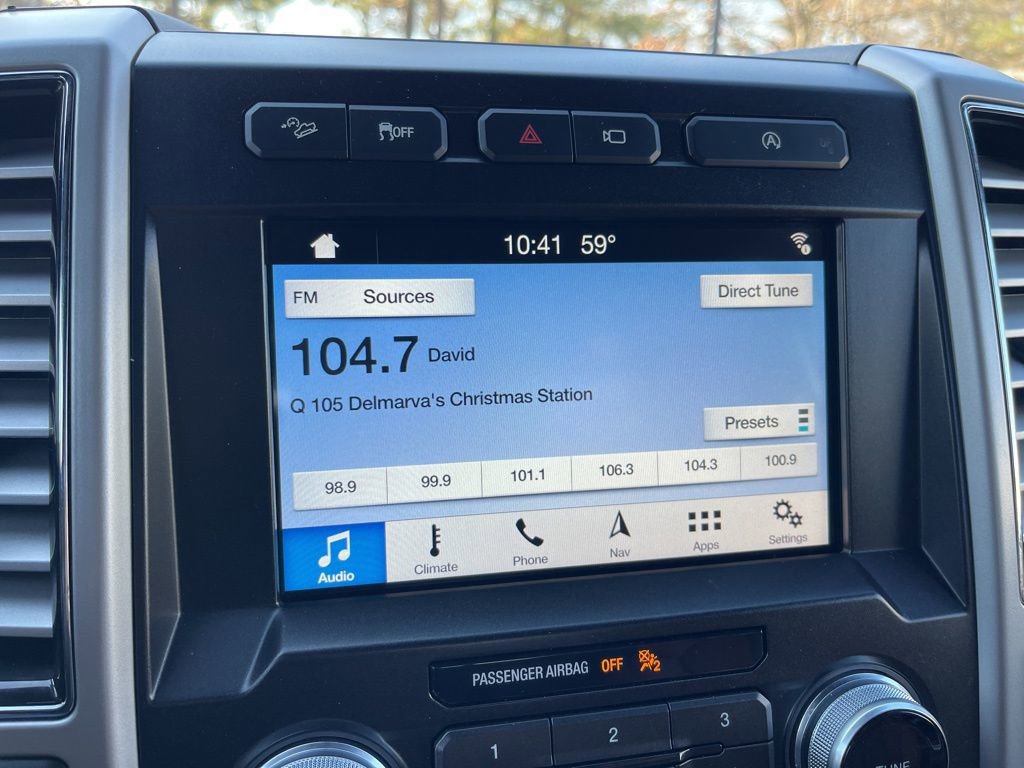 OFF
10:41 59°
FM Sources
Direct Tune
104.7 David
Q 105 Delmarva's Christmas Station
Presets
98.9 99.9 101.1 106.3 104.3 100.9
Audio Climate Phone Nav Apps Settings
PASSENGER AIRBAG OFF 2
1 2 3
TUNE